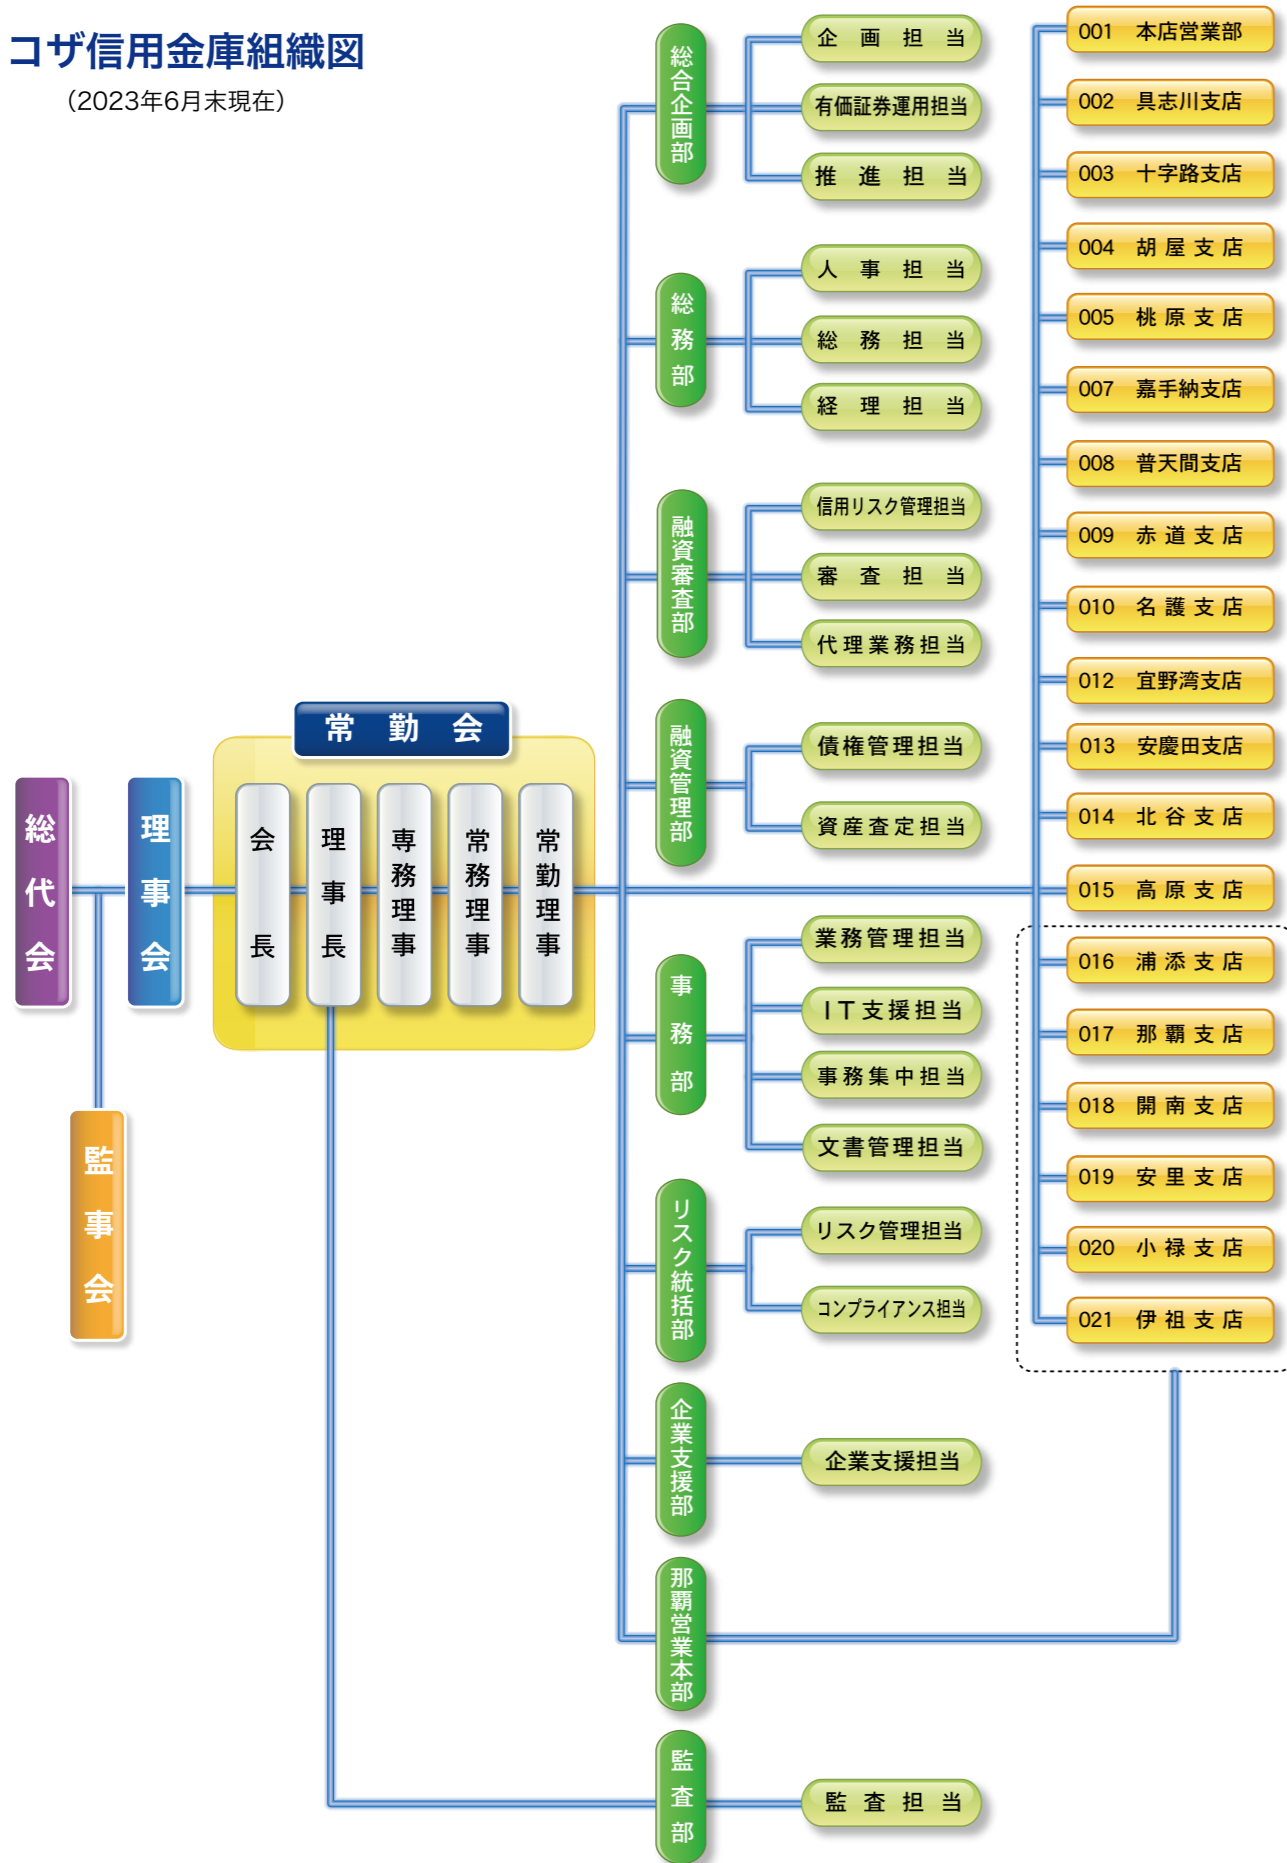 コザ信用金庫組織図
（2023年6月末現在）
総代会
監事会
理事会
常勤会
会長
理事長
専務理事
常務理事
常勤理事
総合企画部
企画担当
有価証券運用担当
推進担当
総務部
人事担当
総務担当
経理担当
融資審査部
信用リスク管理担当
審査担当
代理業務担当
融資管理部
債権管理担当
資産査定担当
事務部
業務管理担当
IT支援担当
事務集中担当
文書管理担当
リスク統括部
リスク管理担当
コンプライアンス担当
企業支援部
企業支援担当
那覇営業本部
監査部
監査担当
001 本店営業部
002 具志川支店
003 十字路支店
004 胡屋支店
005 桃原支店
007 嘉手納支店
008 普天間支店
009 赤道支店
010 名護支店
012 宜野湾支店
013 安慶田支店
014 北谷支店
015 高原支店
016 浦添支店
017 那覇支店
018 開南支店
019 安里支店
020 小禄支店
021 伊祖支店